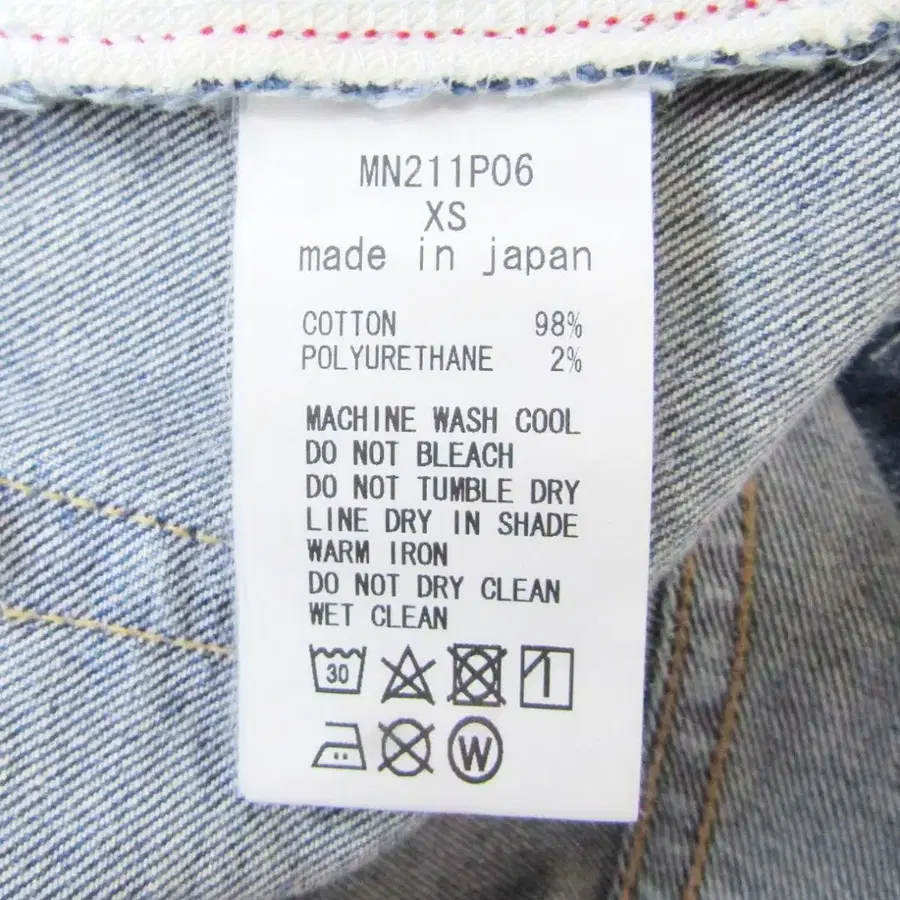 MN211P06
XS
made in japan
COTTON 98%
POLYURETHANE 2%
MACHINE WASH COOL
DO NOT BLEACH
DO NOT TUMBLE DRY
LINE DRY IN SHADE
WARM IRON
DO NOT DRY CLEAN
WET CLEAN
30
W